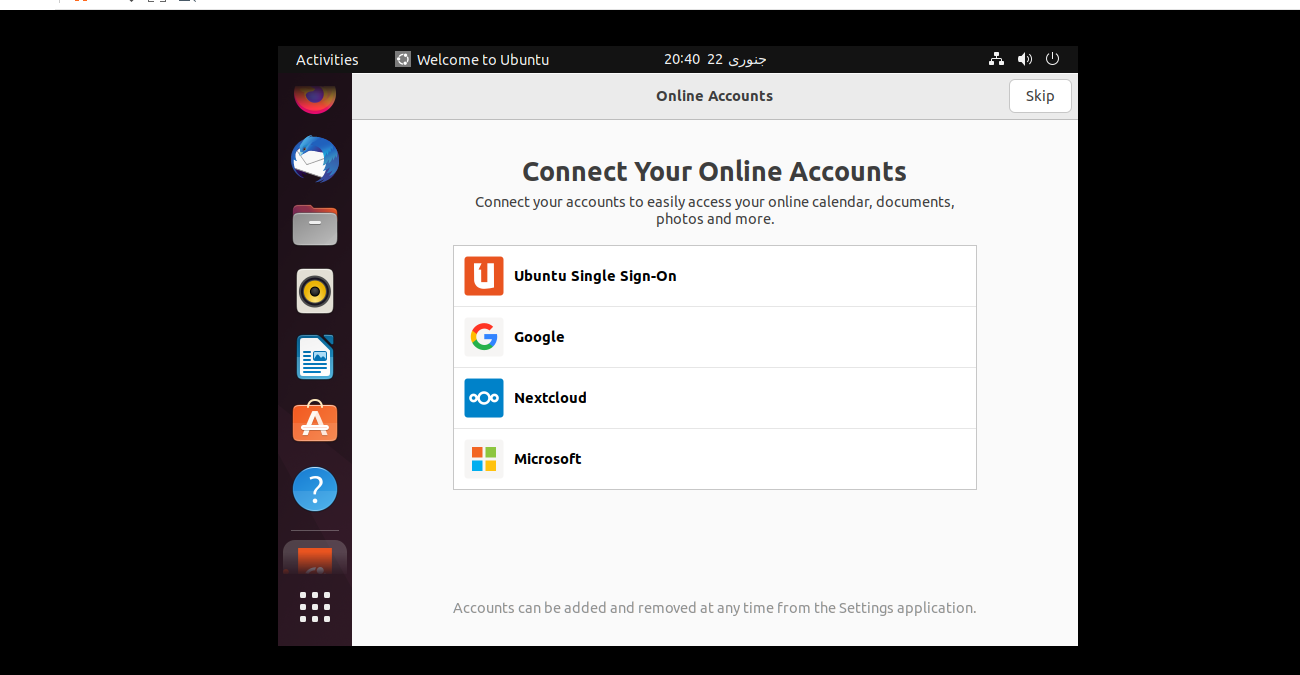 Activities
Welcome to Ubuntu
20:40 22 جنوری
Online Accounts
Skip
Connect Your Online Accounts
Connect your accounts to easily access your online calendar, documents,
photos and more.
Ubuntu Single Sign-On
Google
Nextcloud
Microsoft
Accounts can be added and removed at any time from the Settings application.